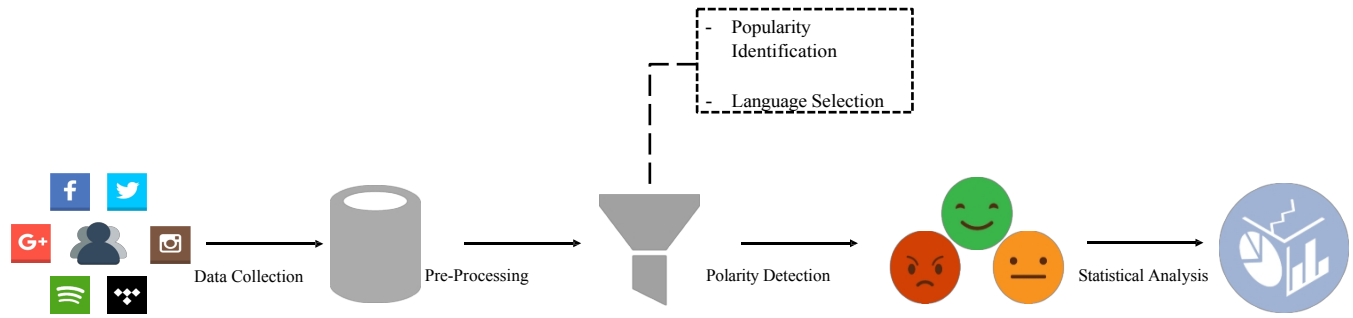 - Popularity
Identification
- Language Selection
f
G+
Data Collection
Pre-Processing
Polarity Detection
Statistical Analysis